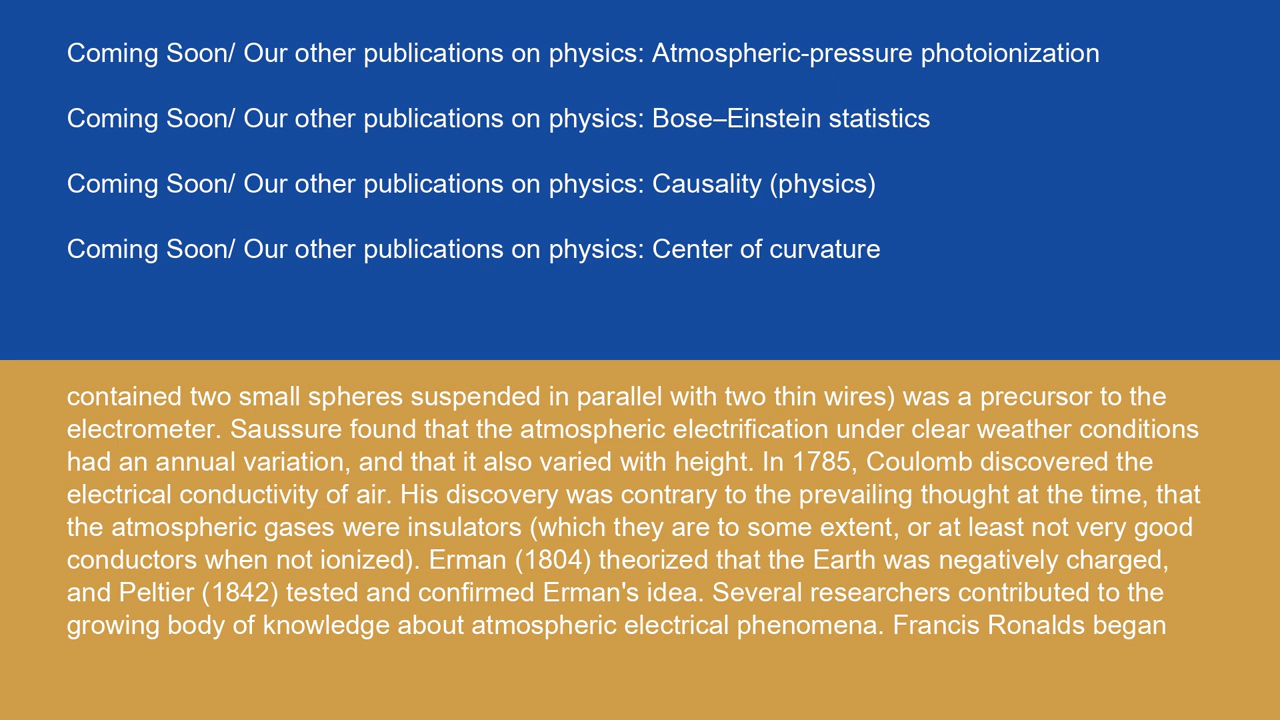 Coming Soon/ Our other publications on physics: Atmospheric-pressure photoionization
Coming Soon/ Our other publications on physics: Bose–Einstein statistics
Coming Soon/ Our other publications on physics: Causality (physics)
Coming Soon/ Our other publications on physics: Center of curvature
contained two small spheres suspended in parallel with two thin wires) was a precursor to the
electrometer. Saussure found that the atmospheric electrification under clear weather conditions
had an annual variation, and that it also varied with height. In 1785, Coulomb discovered the
electrical conductivity of air. His discovery was contrary to the prevailing thought at the time, that
the atmospheric gases were insulators (which they are to some extent, or at least not very good
conductors when not ionized). Erman (1804) theorized that the Earth was negatively charged,
and Peltier (1842) tested and confirmed Erman's idea. Several researchers contributed to the
growing body of knowledge about atmospheric electrical phenomena. Francis Ronalds began